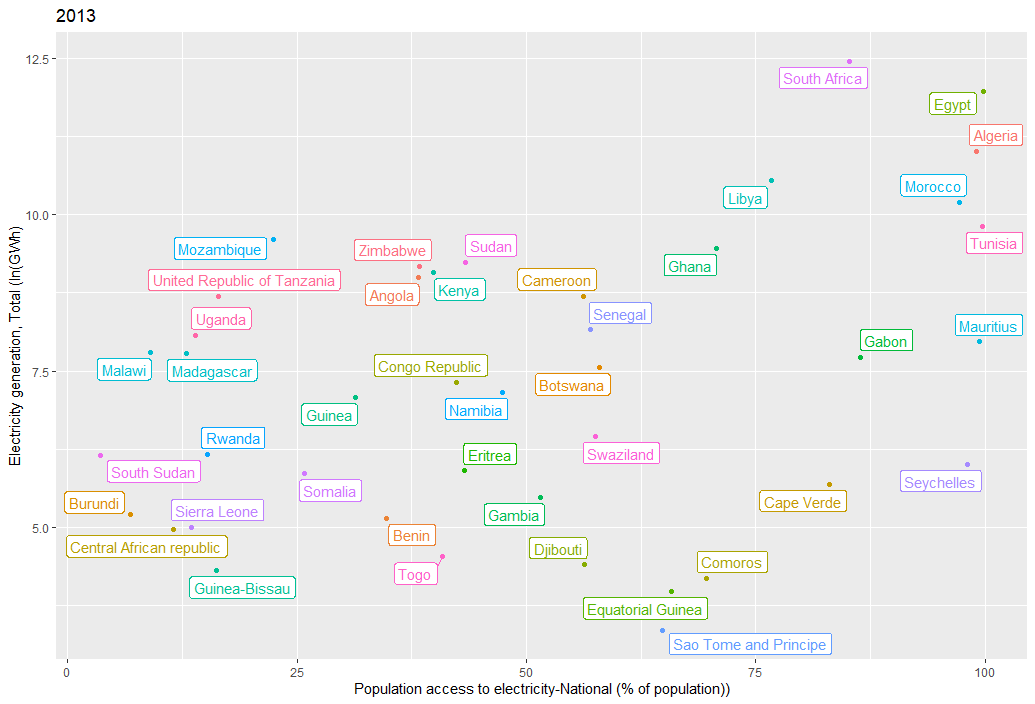 2013
12.5
South Africa
Egypt
Algeria
Morocco
Libya
10.0
Tunisia
Mozambique
Zimbabwe
Sudan
Ghana
United Republic of Tanzania
Angola
Kenya
Cameroon
Uganda
Senegal
Mauritius
Gabon
7.5
Malawi
Madagascar
Congo Republic
Botswana
Guinea
Namibia
Rwanda
Eritrea
Swaziland
South Sudan
Somalia
Seychelles
Burundi
Sierra Leone
Gambia
Cape Verde
5.0
Central African republic
Benin
Djibouti
Togo
Comoros
Guinea-Bissau
Equatorial Guinea
Sao Tome and Principe
0
25
50
75
100
Population access to electricity-National (% of population))
Electricity generation, Total (ln(GWh)